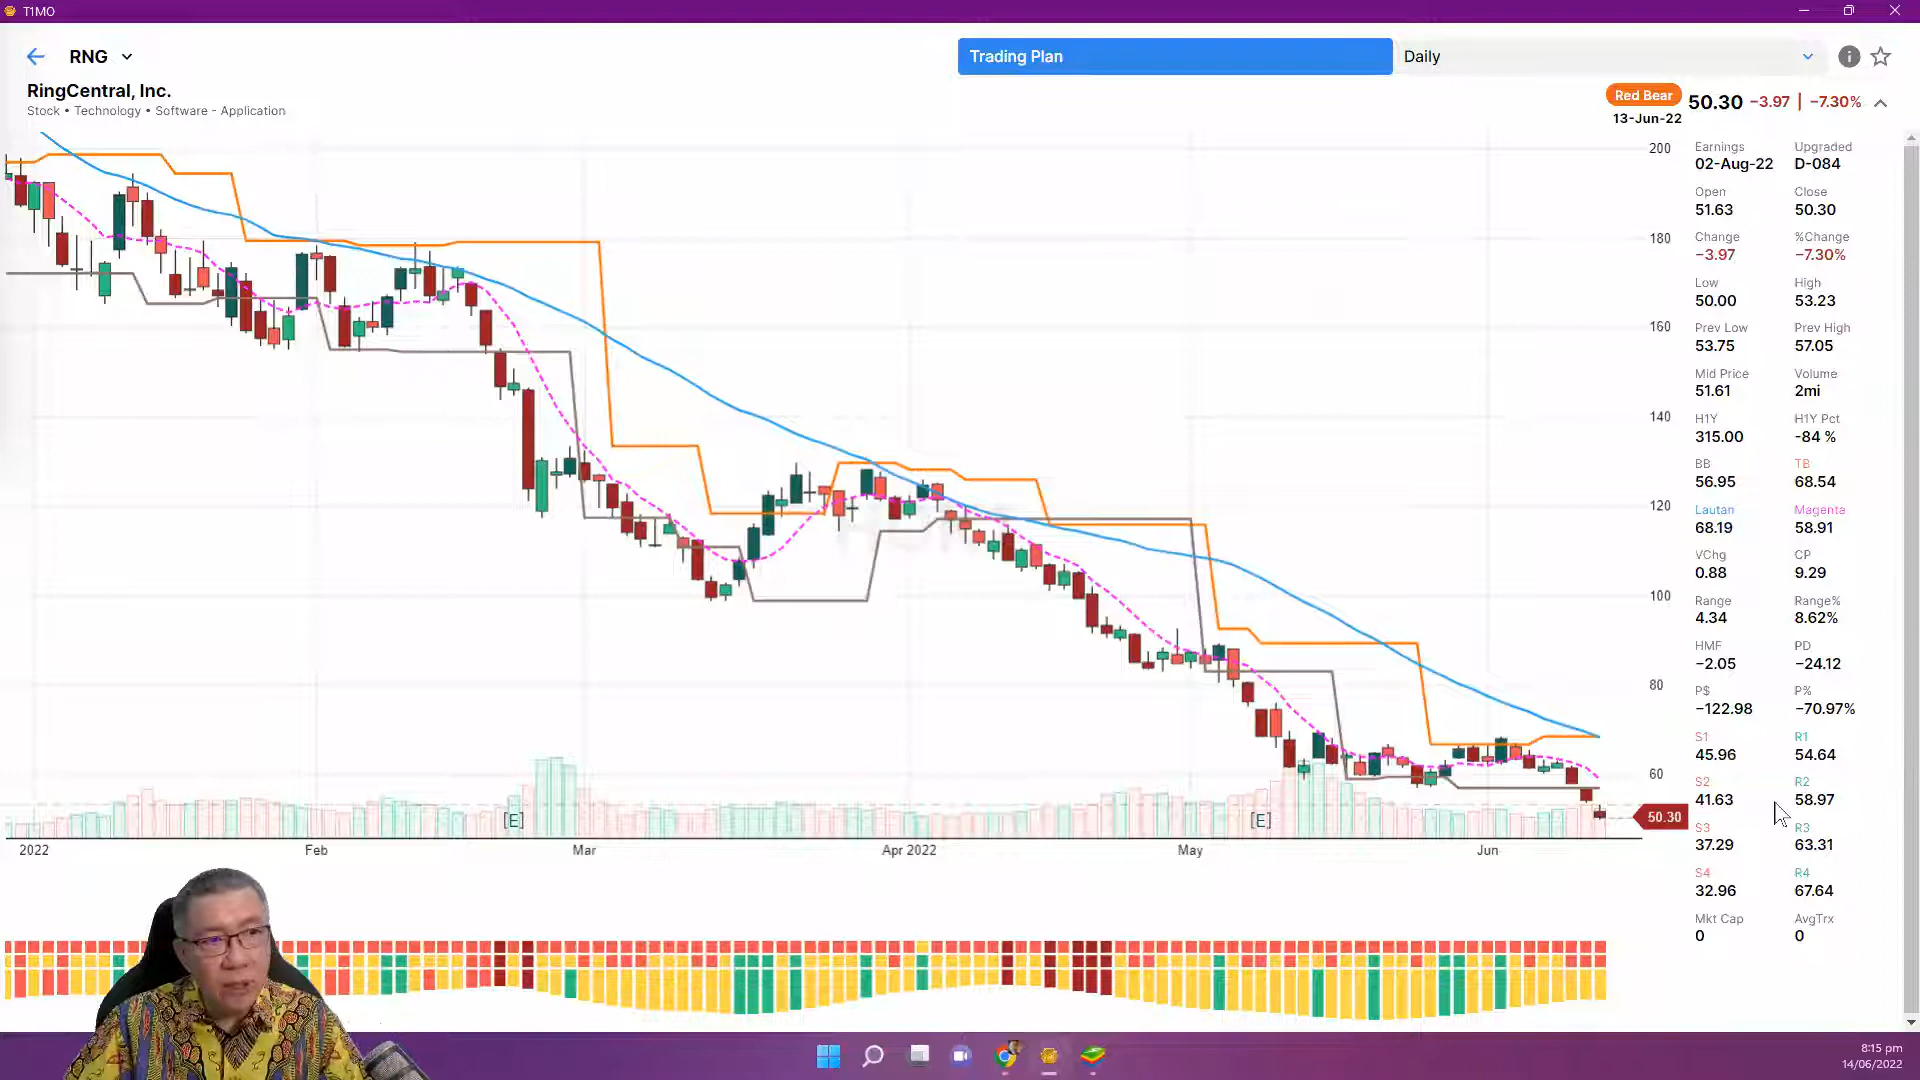 T1MO
RNG
Trading Plan
Daily
RingCentral, Inc.
Stock • Technology • Software - Application
Red Bear
50.30 −3.97 | −7.30%
13-Jun-22
Earnings Upgraded
02-Aug-22 D-084
Open Close
51.63 50.30
Change %Change
−3.97 −7.30%
Low High
50.00 53.23
Prev Low Prev High
53.75 57.05
Mid Price Volume
51.61 2mi
H1Y H1Y Pct
315.00 -84 %
BB TB
56.95 68.54
Lautan Magenta
68.19 58.91
VChg CP
0.88 9.29
Range Range%
4.34 8.62%
HMF PD
−2.05 −24.12
P$ P%
−122.98 −70.97%
S1 R1
45.96 54.64
S2 R2
41.63 58.97
S3 R3
37.29 63.31
S4 R4
32.96 67.64
Mkt Cap AvgTrx
0 0
200
180
160
140
120
100
80
60
50.30
[E] [E]
2022 Feb Mar Apr 2022 May Jun
8:15 pm
14/06/2022